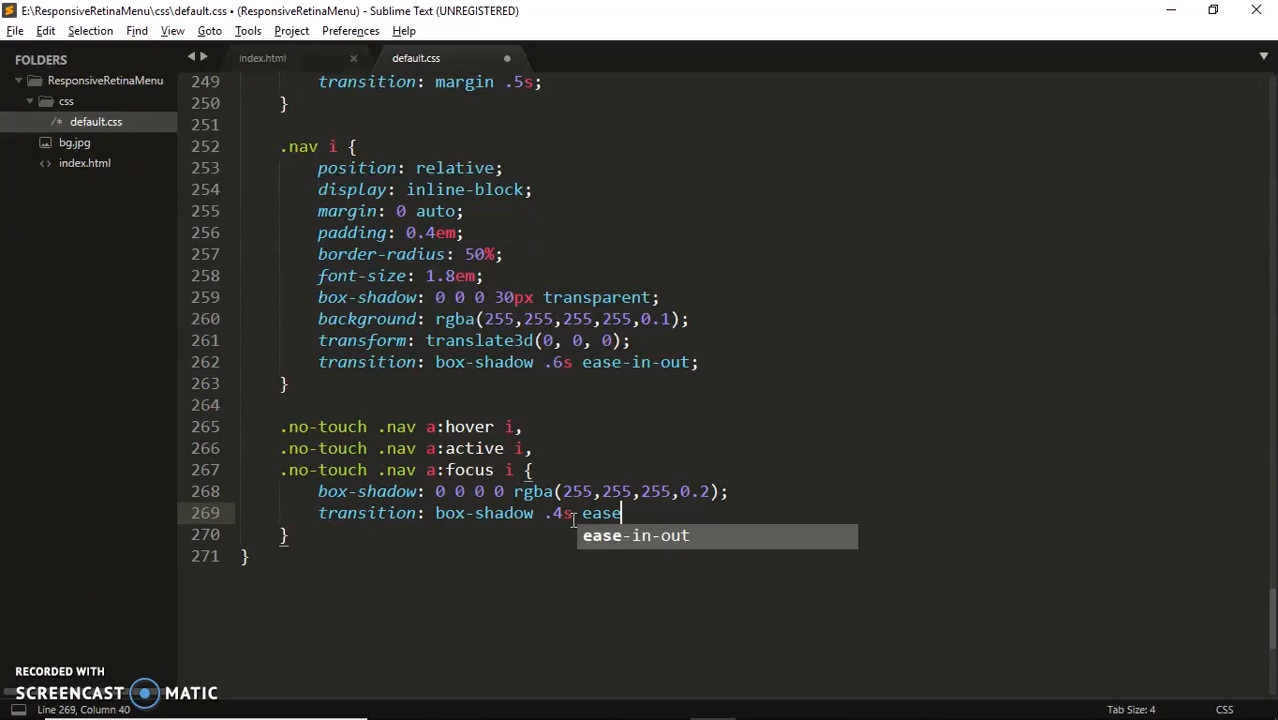 E:\ResponsiveRetinaMenu\css\default.css • (ResponsiveRetinaMenu) - Sublime Text (UNREGISTERED)
File Edit Selection Find View Goto Tools Project Preferences Help
FOLDERS
ResponsiveRetinaMenu
css
/* default.css
bg.jpg
<> index.html
index.html × default.css
249 transition: margin .5s;
250 }
251
252 .nav i {
253 position: relative;
254 display: inline-block;
255 margin: 0 auto;
256 padding: 0.4em;
257 border-radius: 50%;
258 font-size: 1.8em;
259 box-shadow: 0 0 0 30px transparent;
260 background: rgba(255,255,255,255,0.1);
261 transform: translate3d(0, 0, 0);
262 transition: box-shadow .6s ease-in-out;
263 }
264
265 .no-touch .nav a:hover i,
266 .no-touch .nav a:active i,
267 .no-touch .nav a:focus i {
268 box-shadow: 0 0 0 0 rgba(255,255,255,0.2);
269 transition: box-shadow .4s ease
ease-in-out
270 }
271 }
RECORDED WITH
SCREENCAST MATIC
Line 269, Column 40
Tab Size: 4
CSS